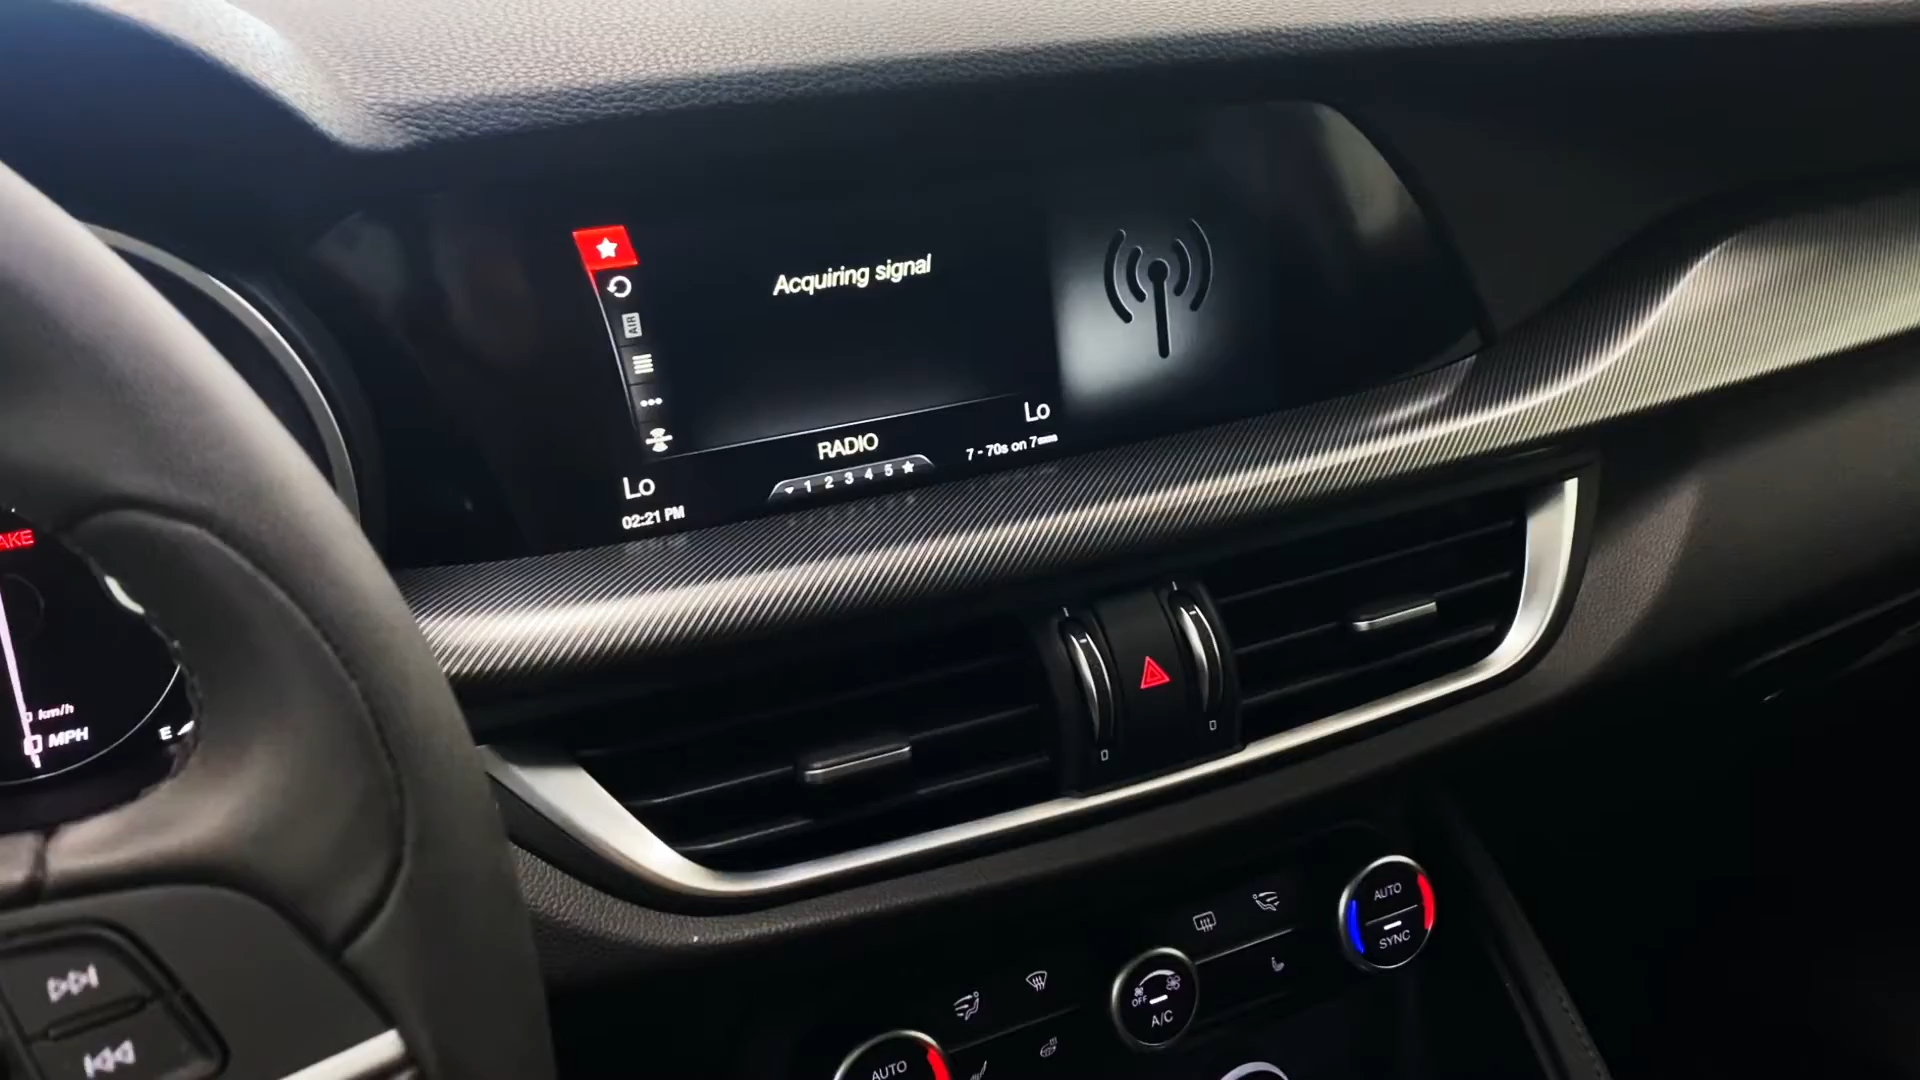 Acquiring signal
AIR
Lo
RADIO
1 2 3 4 5
7 - 70s on 7
Lo
02:21 PM
AKE
km/h
MPH
E
AUTO
SYNC
OFF
A/C
AUTO